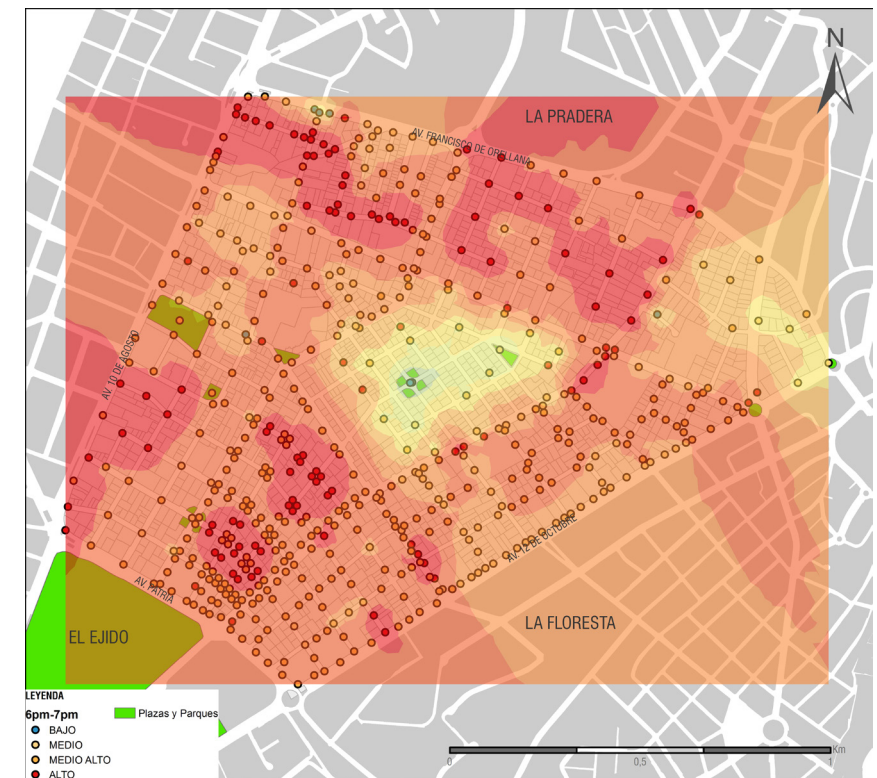 N
LA PRADERA
AV. FRANCISCO DE ORELLANA
AV. 10 DE AGOSTO
AV. 12 DE OCTUBRE
AV. PATRIA
LA FLORESTA
EL EJIDO
LEYENDA
6pm-7pm
Plazas y Parques
BAJO
MEDIO
MEDIO ALTO
ALTO
Km
0
0,5
1